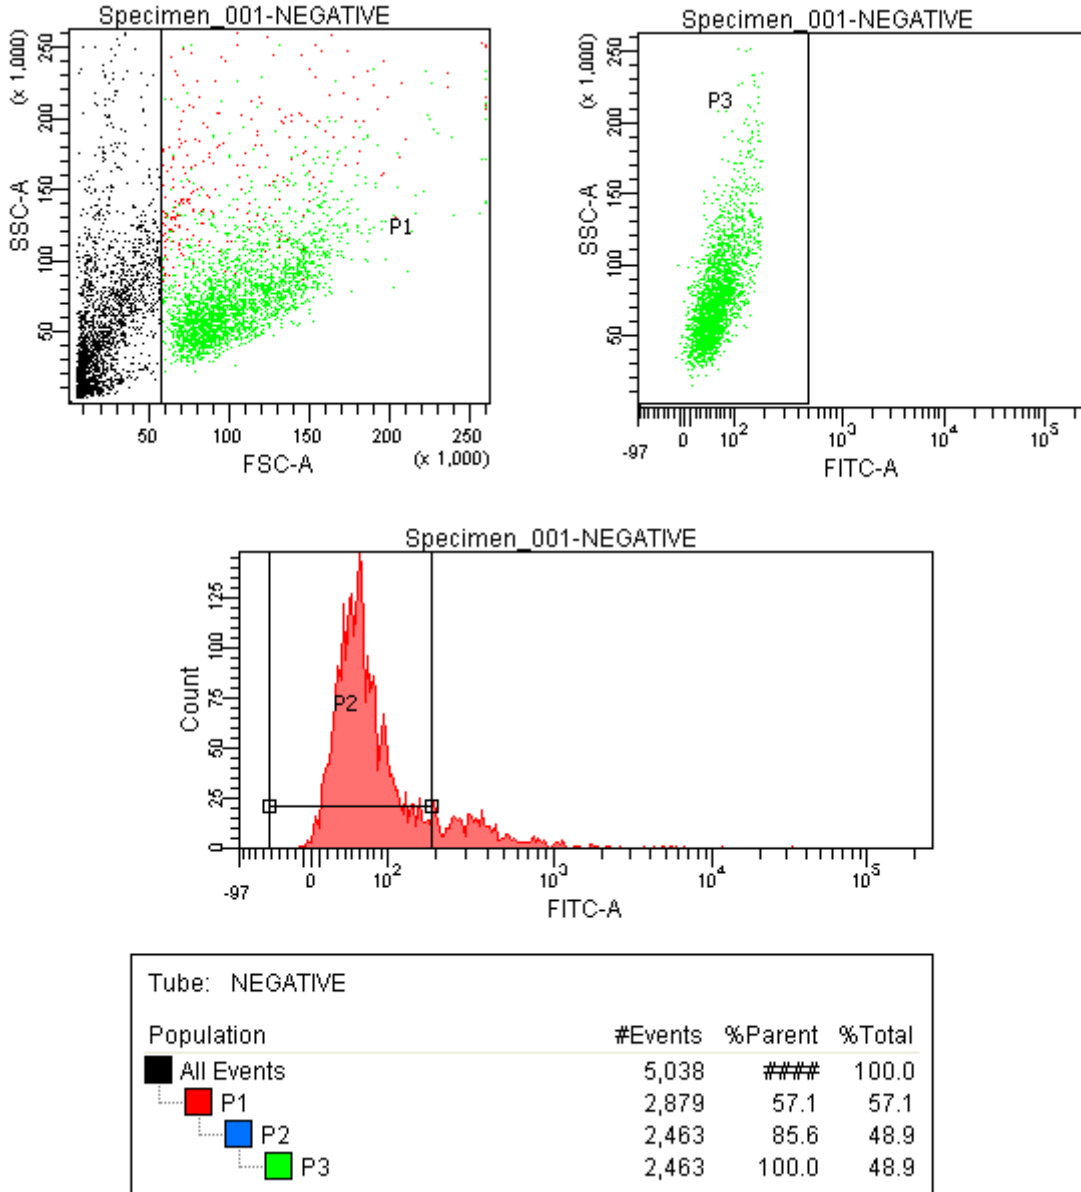 Specimen_001-NEGATIVE
(x 1,000)
250
200
150
100
50
SSC-A
P1
50 100 150 200 250
FSC-A
(x 1,000)
Specimen_001-NEGATIVE
(x 1,000)
250
200
150
100
50
SSC-A
P3
-97 0 10² 10³ 10⁴ 10⁵
FITC-A
Specimen_001-NEGATIVE
125
100
75
50
25
0
Count
P2
-97 0 10² 10³ 10⁴ 10⁵
FITC-A
Tube: NEGATIVE
Population #Events %Parent %Total
All Events 5,038 #### 100.0
P1 2,879 57.1 57.1
P2 2,463 85.6 48.9
P3 2,463 100.0 48.9